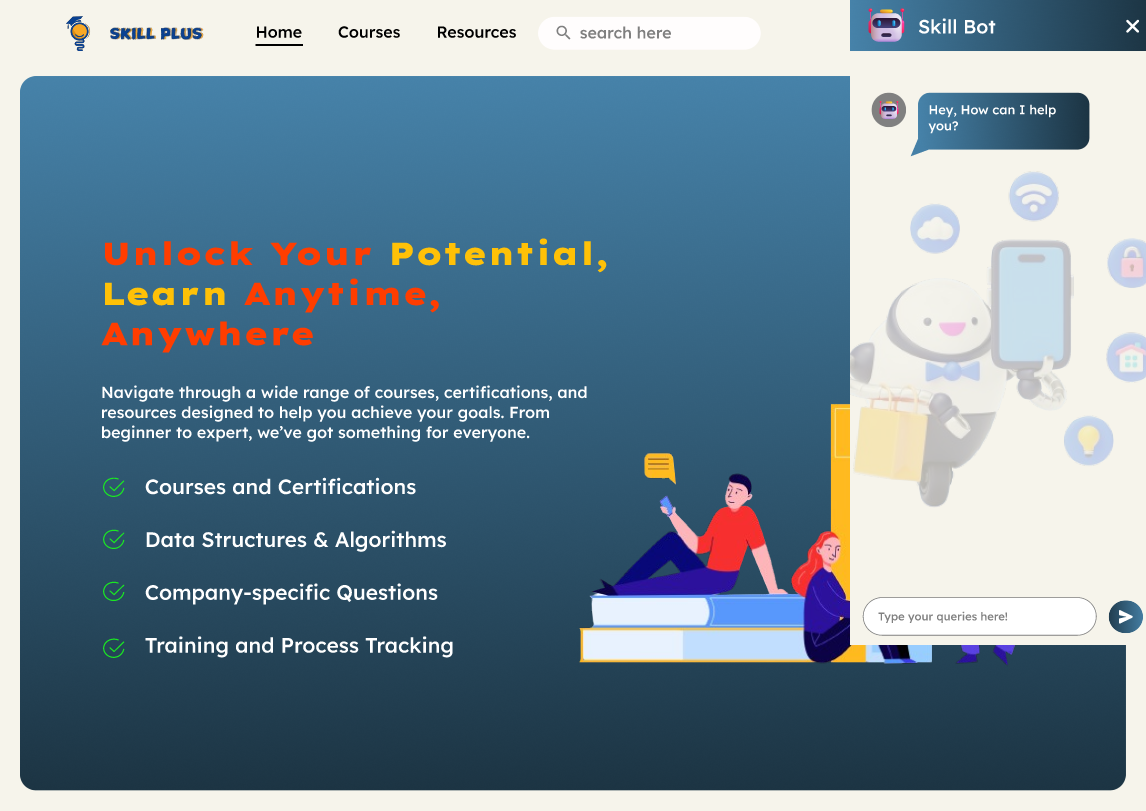 SKILL PLUS
Home
Courses
Resources
search here
Skill Bot
Hey, How can I help
you?
Unlock Your Potential,
Learn Anytime,
Anywhere
Navigate through a wide range of courses, certifications, and
resources designed to help you achieve your goals. From
beginner to expert, we’ve got something for everyone.
Courses and Certifications
Data Structures & Algorithms
Company-specific Questions
Training and Process Tracking
Type your queries here!